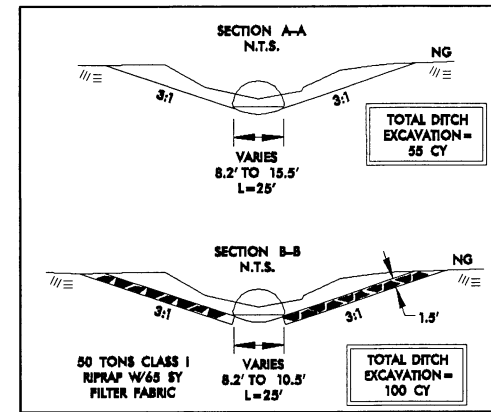 SECTION A-A
N.T.S.
NG
3:1
3:1
TOTAL DITCH
EXCAVATION=
55 CY
VARIES
8.2' TO 15.5'
L=25'
SECTION B-B
N.T.S.
NG
3:1
3:1
1.5'
50 TONS CLASS I
RIPRAP W/65 SY
FILTER FABRIC
VARIES
8.2' TO 10.5'
L=25'
TOTAL DITCH
EXCAVATION=
100 CY